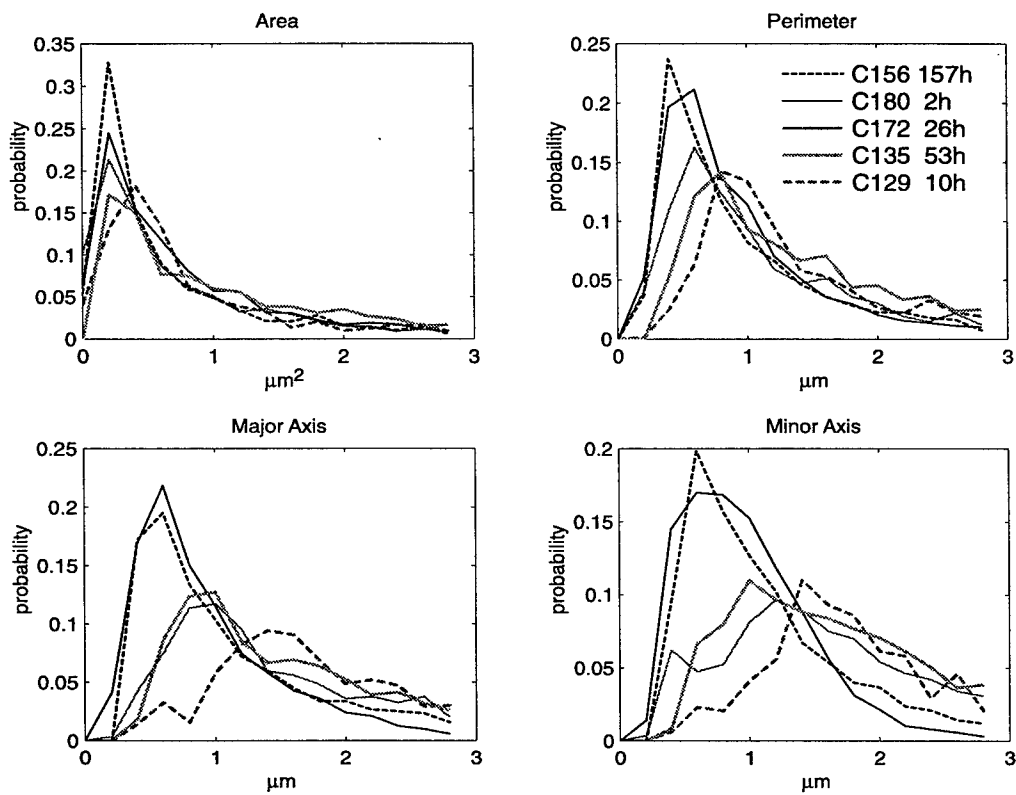 Area
0.35
0.3
0.25
0.2
0.15
0.1
0.05
0
probability
0 1 2 3
μm²
Perimeter
0.25
0.2
0.15
0.1
0.05
0
probability
0 1 2 3
μm
C156 157h
C180 2h
C172 26h
C135 53h
C129 10h
Major Axis
0.25
0.2
0.15
0.1
0.05
0
probability
0 1 2 3
μm
Minor Axis
0.2
0.15
0.1
0.05
0
probability
0 1 2 3
μm